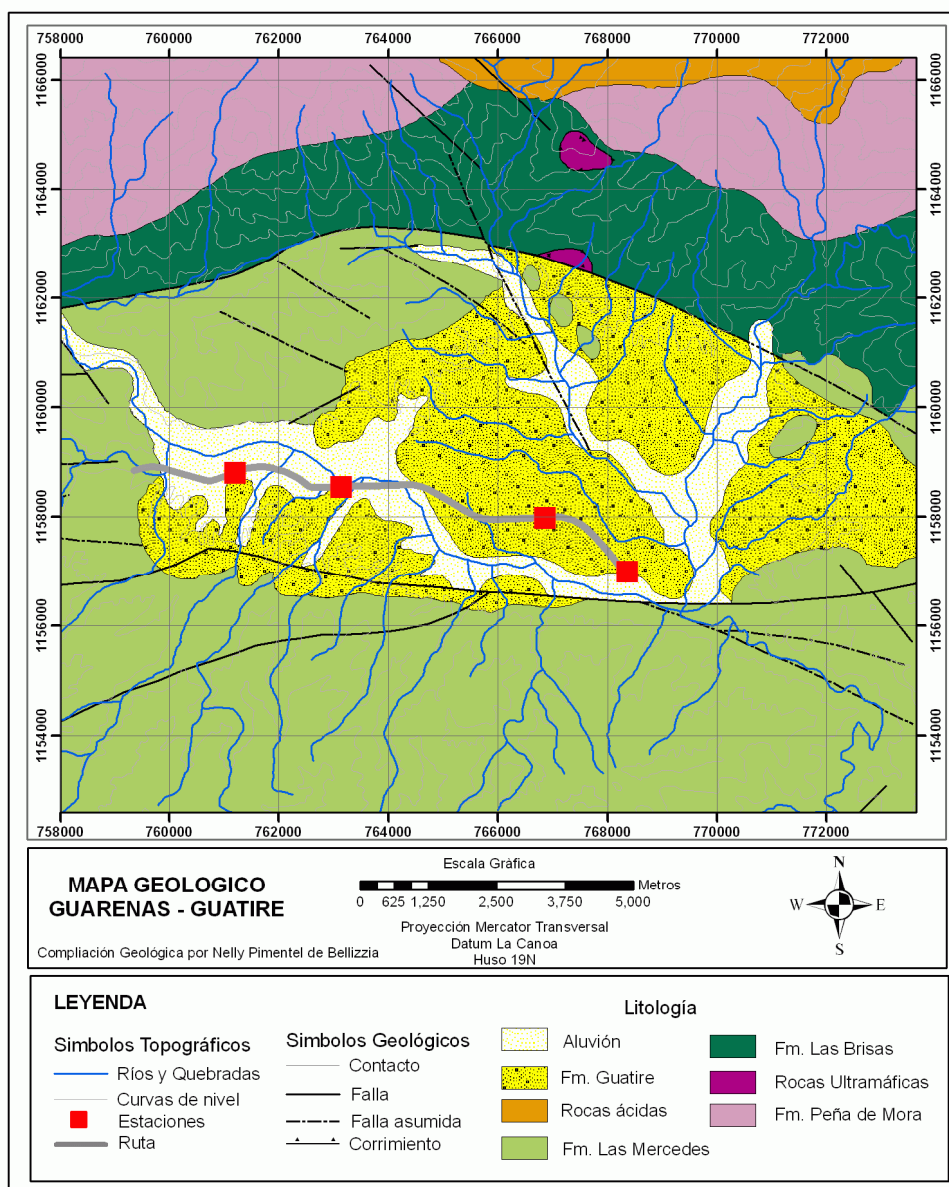 758000 760000 762000 764000 766000 768000 770000 772000
1166000 1166000
1164000 1164000
1162000 1162000
1160000 1160000
1158000 1158000
1156000 1156000
1154000 1154000
758000 760000 762000 764000 766000 768000 770000 772000
MAPA GEOLOGICO
GUARENAS - GUATIRE
Compliación Geológica por Nelly Pimentel de Bellizzia
Escala Gráfica
Metros
0 625 1,250 2,500 3,750 5,000
Proyección Mercator Transversal
Datum La Canoa
Huso 19N
N
W E
S
LEYENDA
Simbolos Topográficos
Ríos y Quebradas
Curvas de nivel
Estaciones
Ruta
Simbolos Geológicos
Contacto
Falla
Falla asumida
Corrimiento
Litología
Aluvión
Fm. Guatire
Rocas ácidas
Fm. Las Mercedes
Fm. Las Brisas
Rocas Ultramáficas
Fm. Peña de Mora